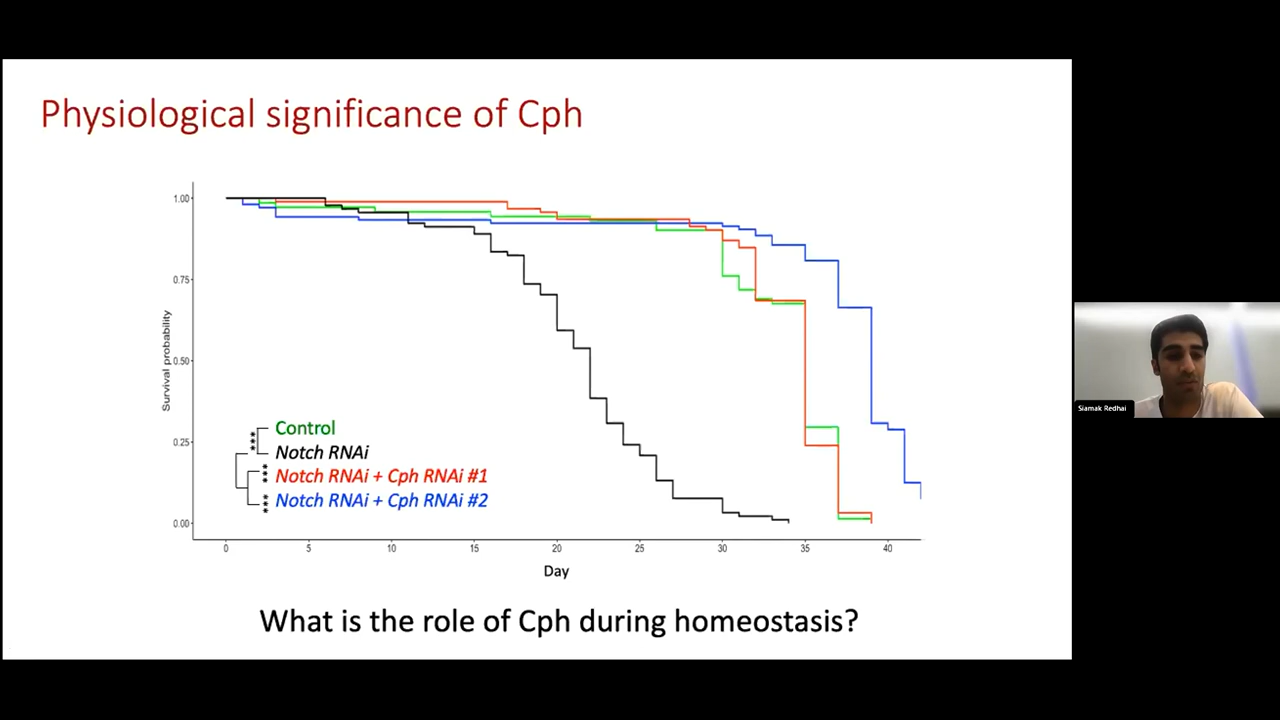 Physiological significance of Cph
1.00
0.75
0.50
0.25
0.00
Survival probability
Control
Notch RNAi
Notch RNAi + Cph RNAi #1
Notch RNAi + Cph RNAi #2
***
***
***
0 5 10 15 20 25 30 35 40
Day
What is the role of Cph during homeostasis?
Siamak Redhai